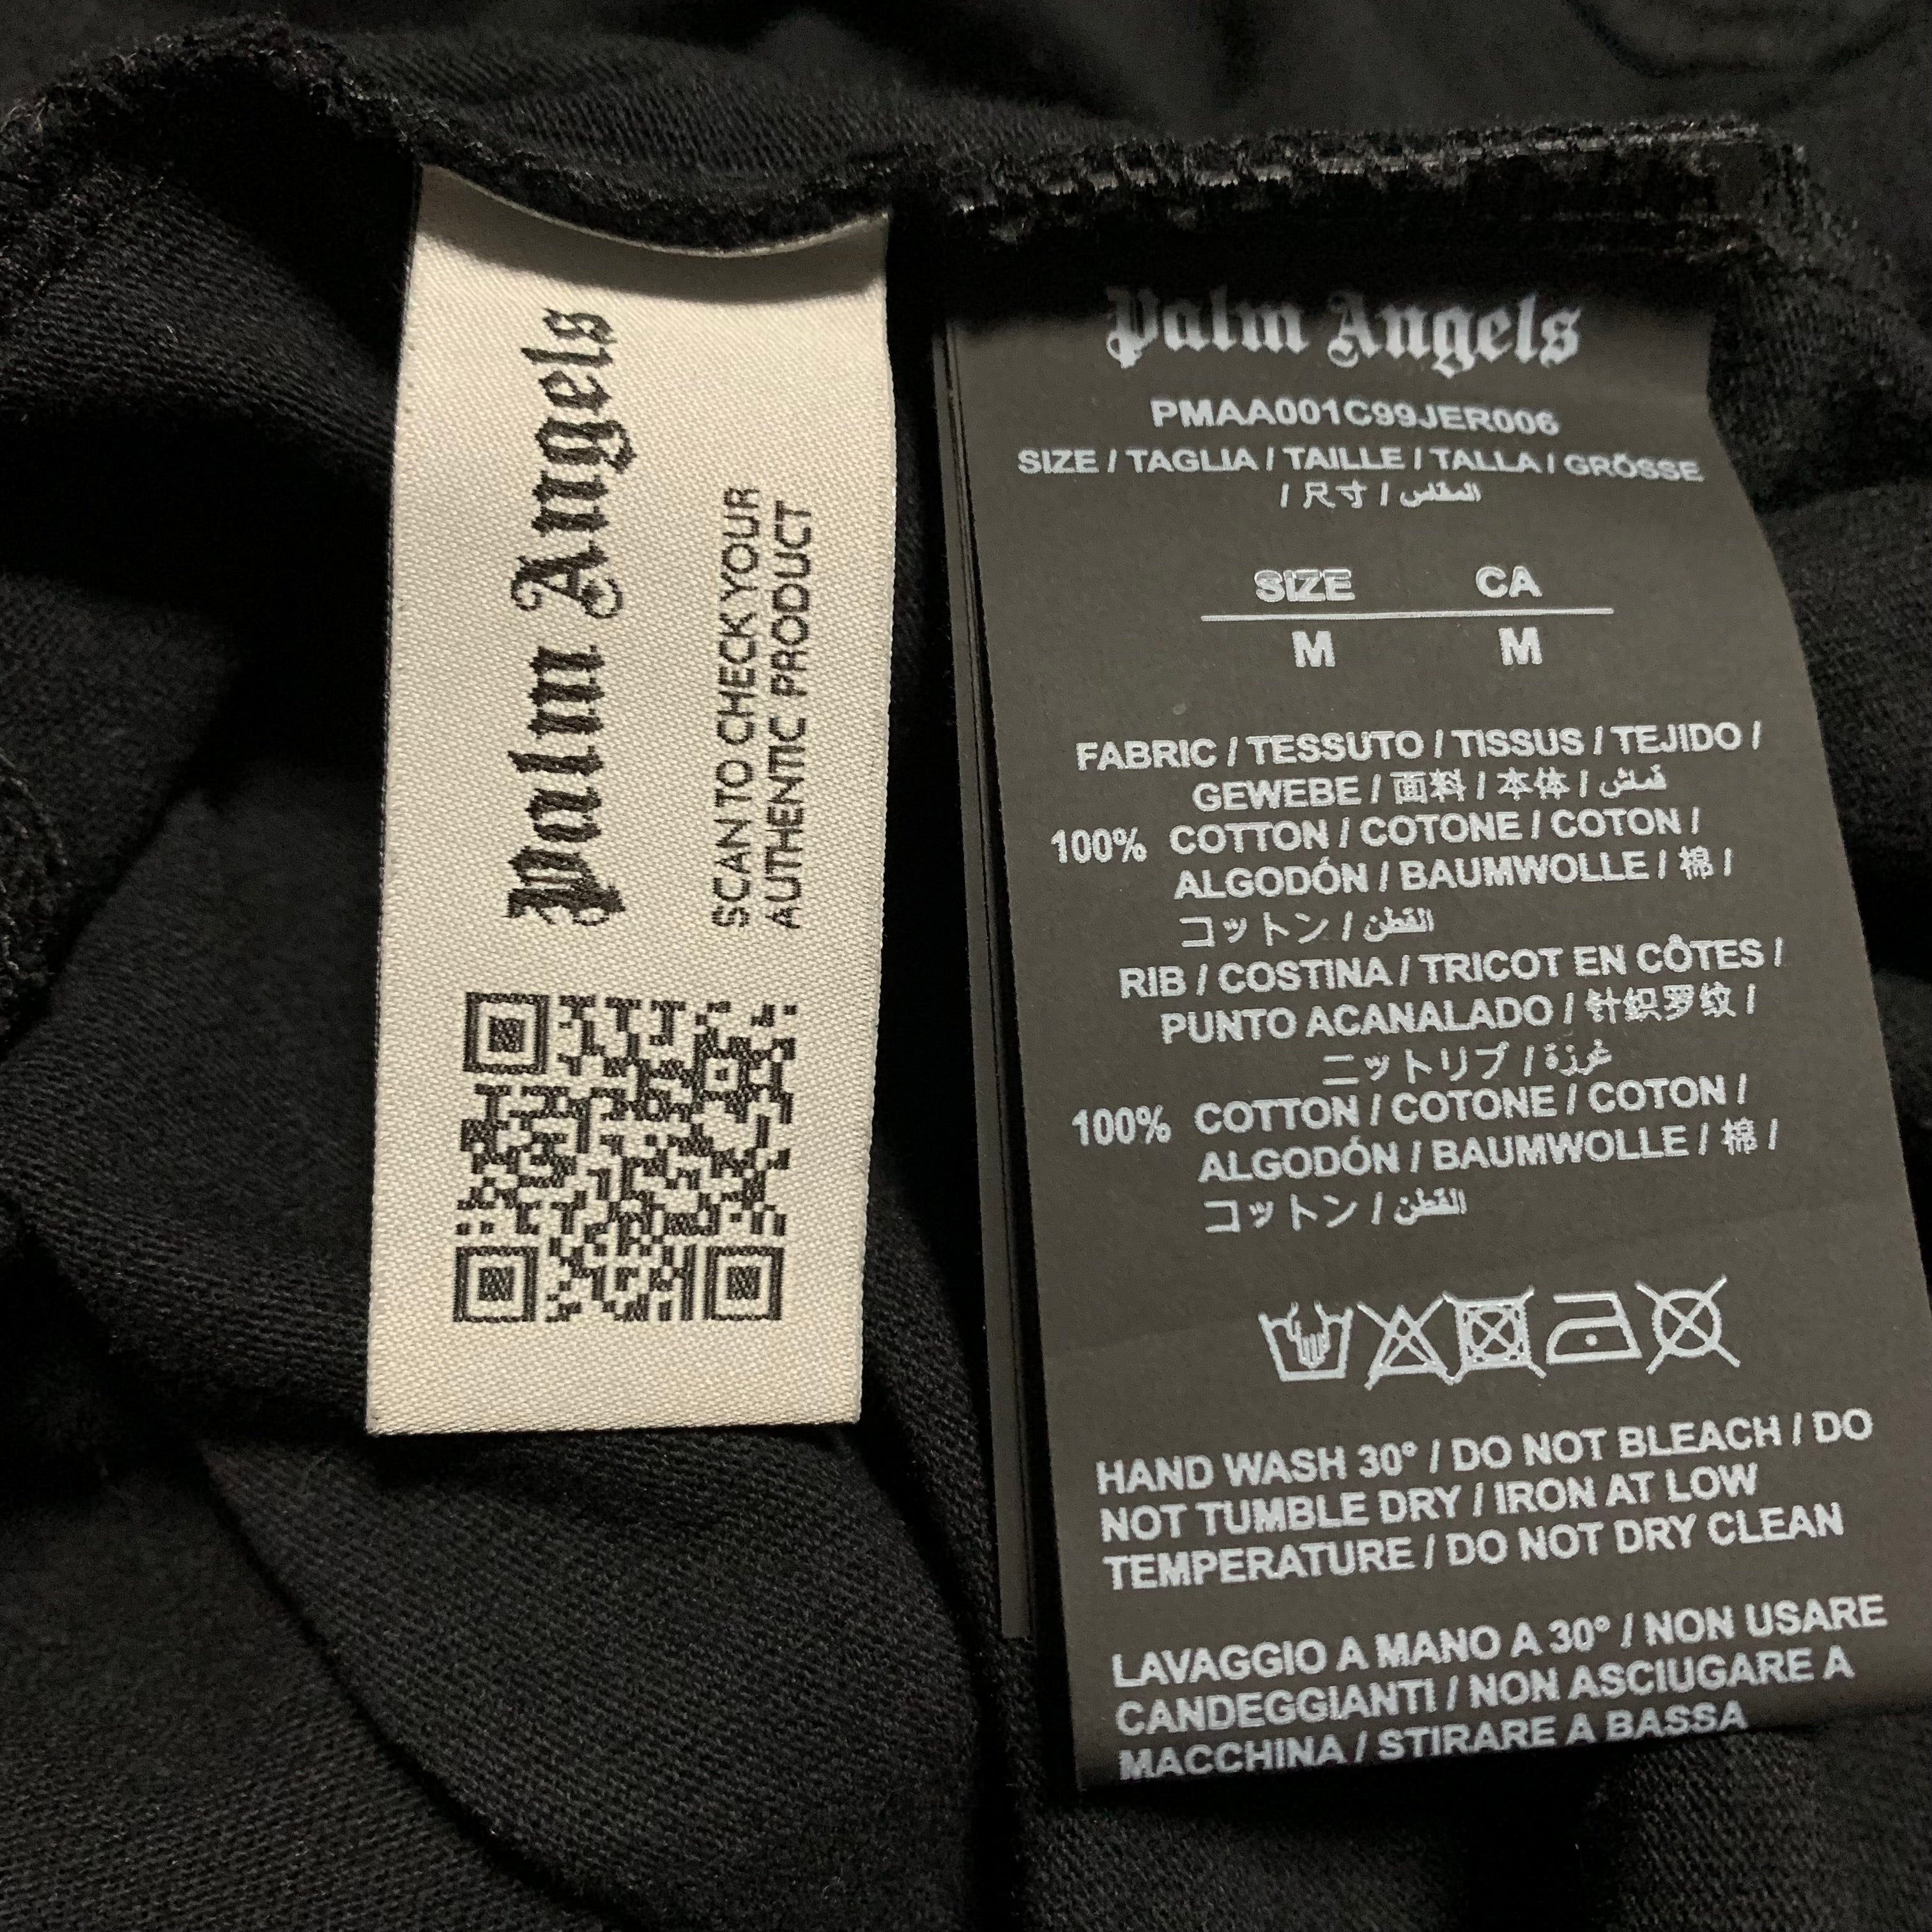 Palm Angels
SCAN TO CHECK YOUR
AUTHENTIC PRODUCT
Palm Angels
PMAA001C99JER006
SIZE / TAGLIA / TAILLE / TALLA / GRÖSSE
/ 尺寸 / المقاس
SIZE CA
M M
FABRIC / TESSUTO / TISSUS / TEJIDO /
GEWEBE / 面料 / 本体 / قماش
100% COTTON / COTONE / COTON /
ALGODÓN / BAUMWOLLE / 棉 /
コットン / القطن
RIB / COSTINA / TRICOT EN CÔTES /
PUNTO ACANALADO / 针织罗纹 /
ニットリブ / غرزة
100% COTTON / COTONE / COTON /
ALGODÓN / BAUMWOLLE / 棉 /
コットン / القطن
HAND WASH 30° / DO NOT BLEACH / DO
NOT TUMBLE DRY / IRON AT LOW
TEMPERATURE / DO NOT DRY CLEAN
LAVAGGIO A MANO A 30° / NON USARE
CANDEGGIANTI / NON ASCIUGARE A
MACCHINA / STIRARE A BASSA